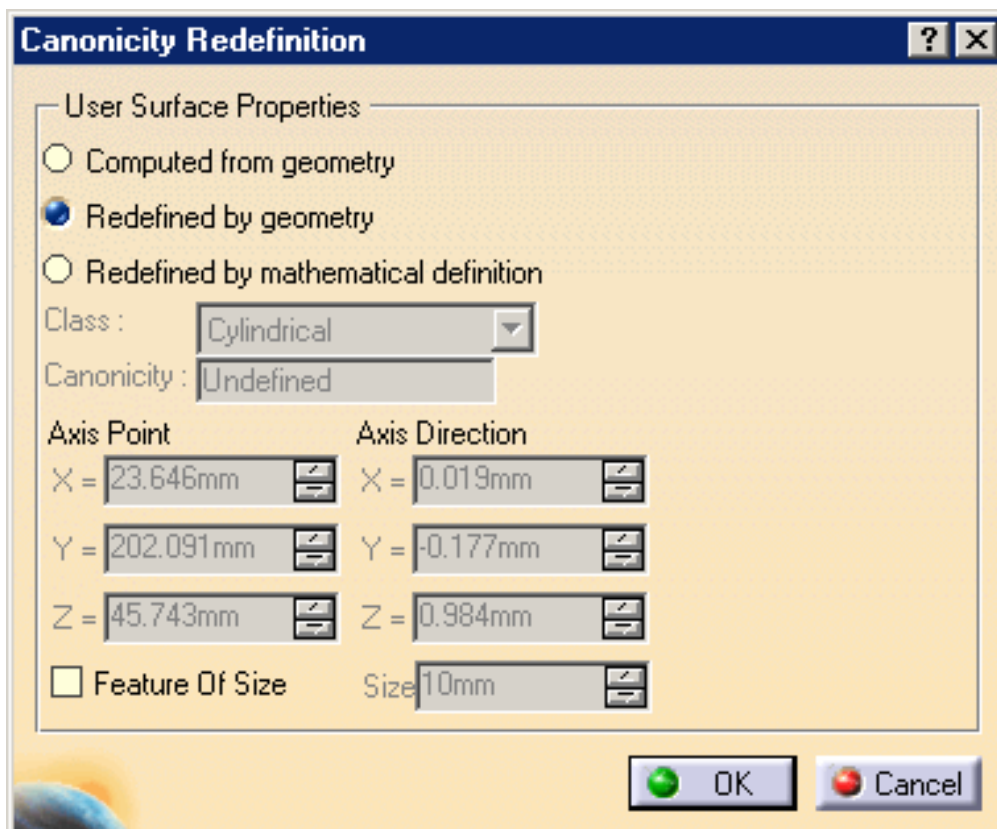 Canonicity Redefinition ? X
User Surface Properties
Computed from geometry
Redefined by geometry
Redefined by mathematical definition
Class : Cylindrical
Canonicity : Undefined
Axis Point Axis Direction
X = 23.646mm X = 0.019mm
Y = 202.091mm Y = -0.177mm
Z = 45.743mm Z = 0.984mm
Feature Of Size Size 10mm
OK Cancel